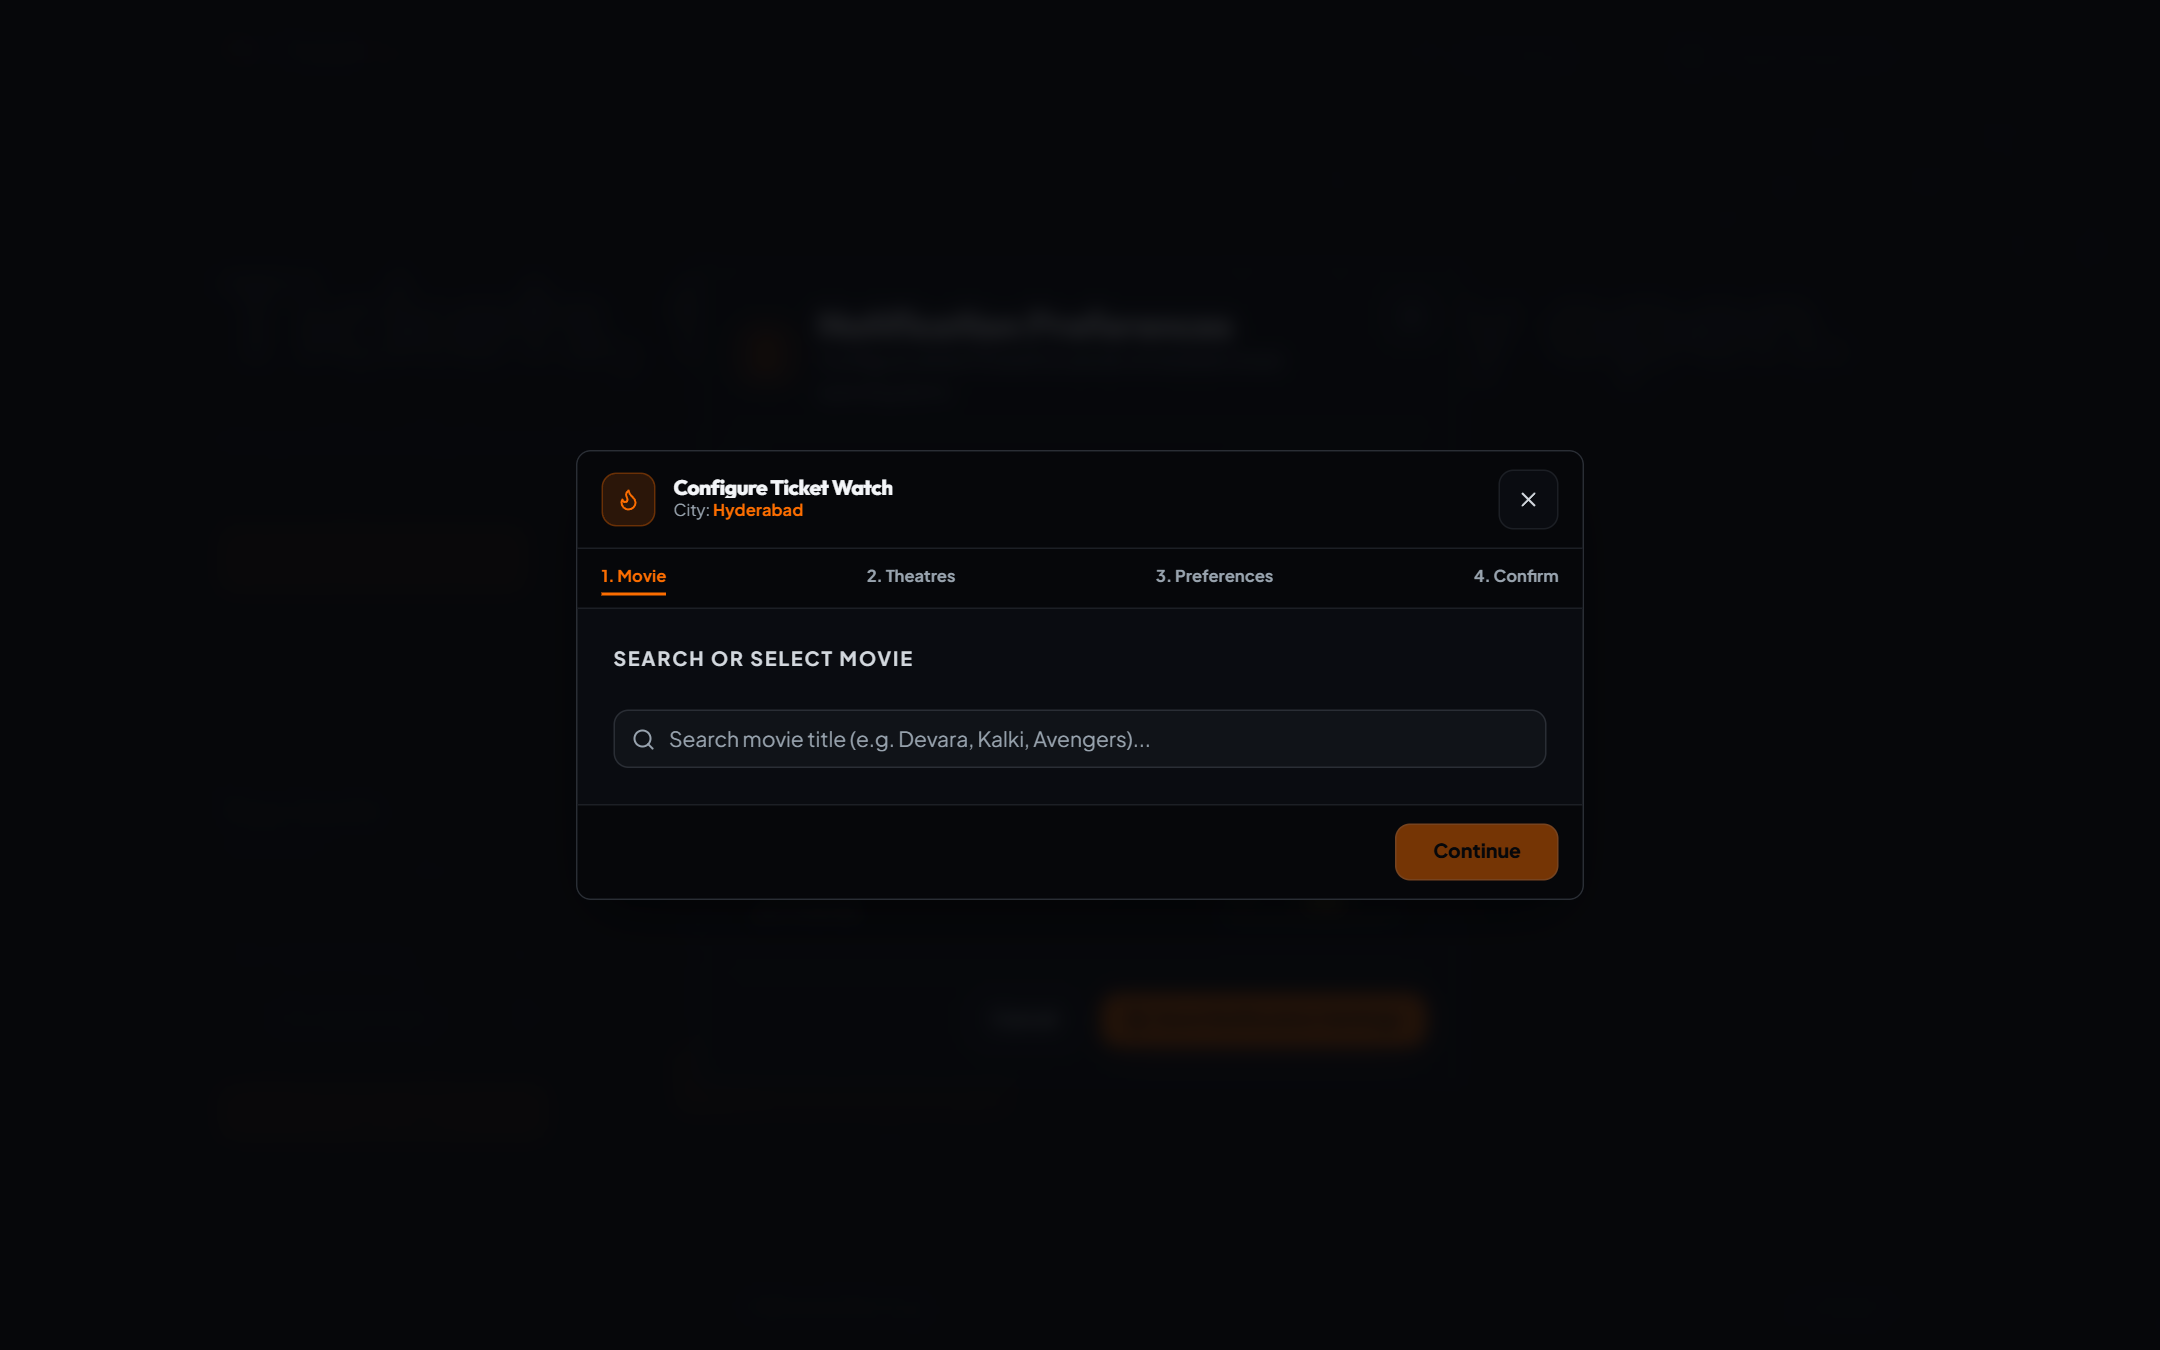 Configure Ticket Watch
City: Hyderabad
1. Movie
2. Theatres
3. Preferences
4. Confirm
SEARCH OR SELECT MOVIE
Search movie title (e.g. Devara, Kalki, Avengers)...
Continue